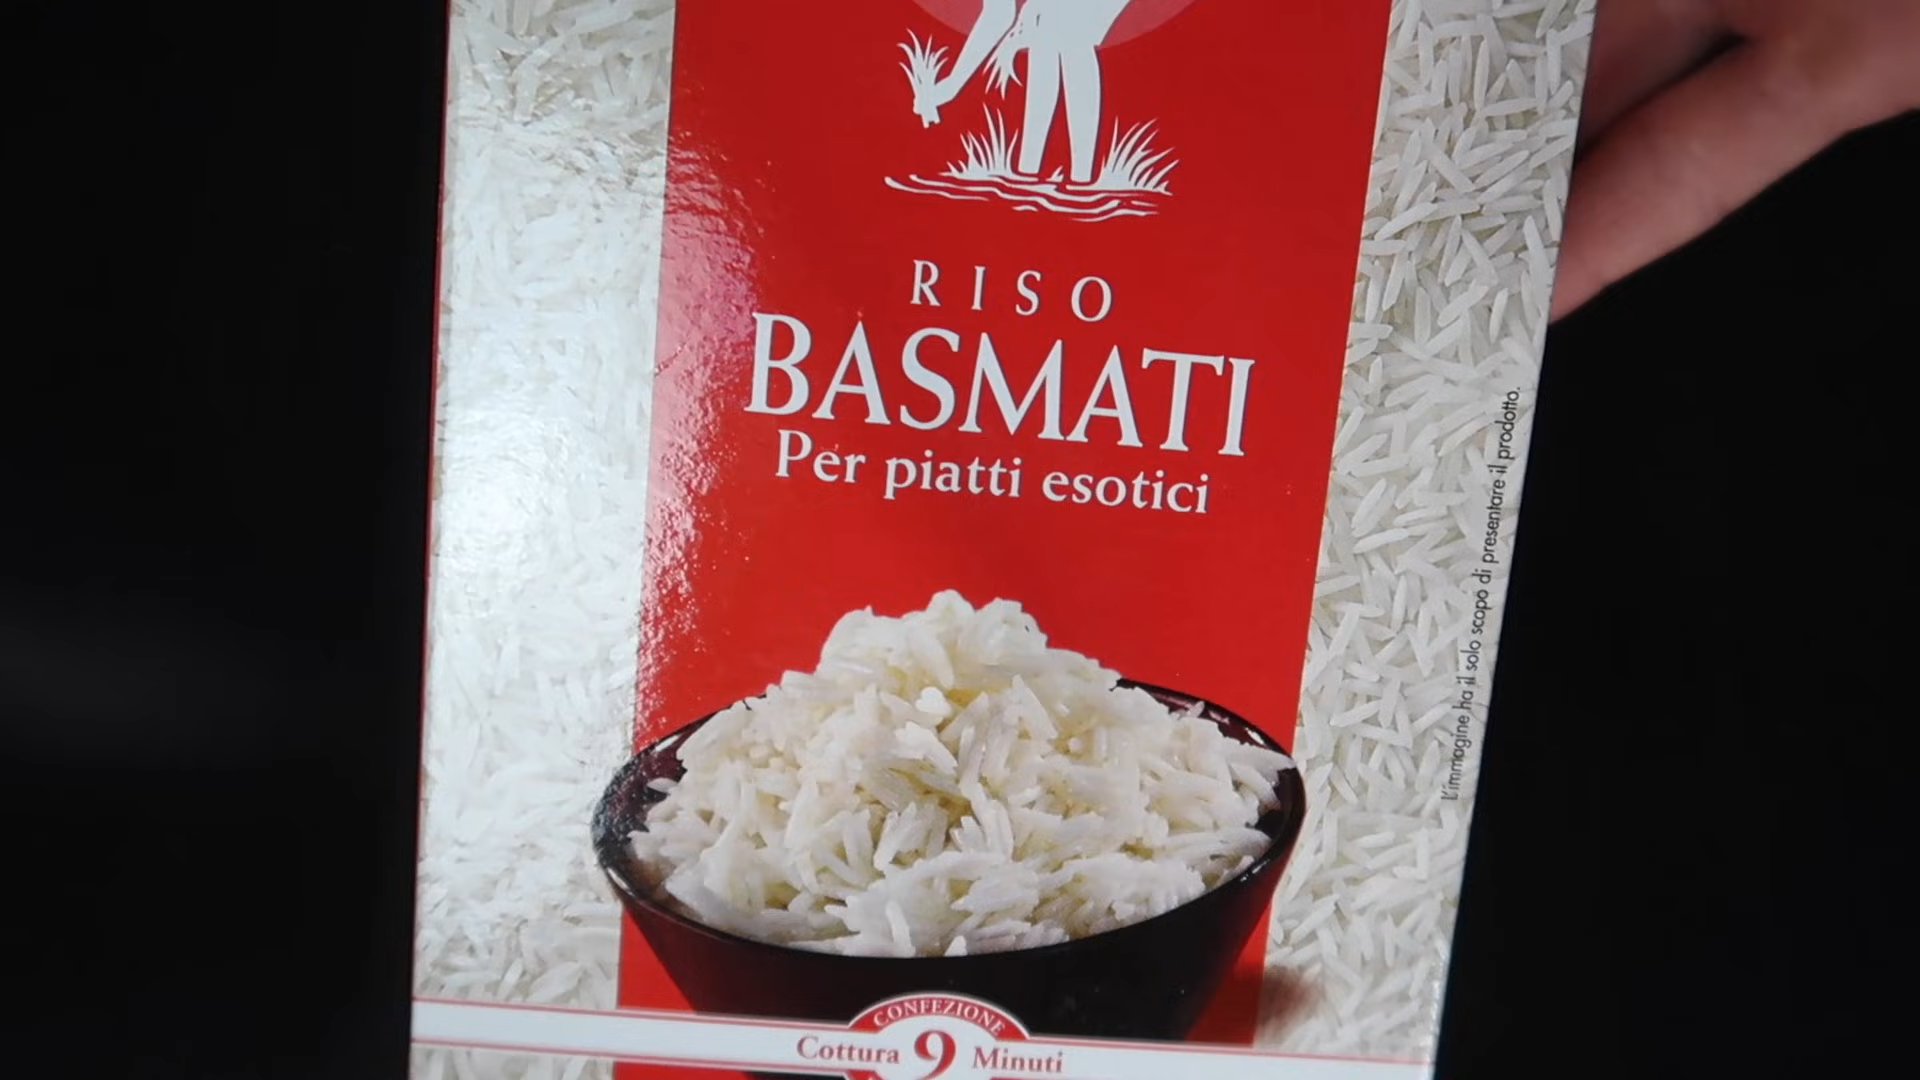 RISO
BASMATI
Per piatti esotici
L'immagine ha il solo scopo di presentare il prodotto.
CONFEZIONE
Cottura 9 Minuti